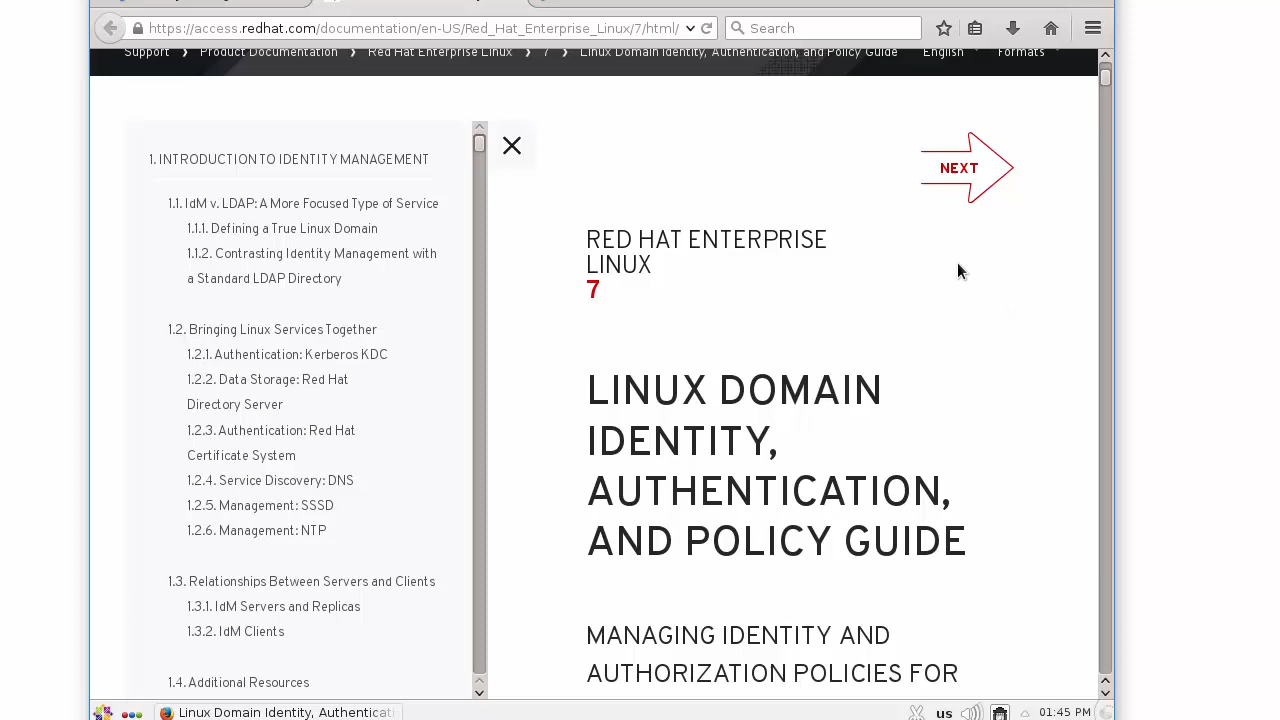 https://access.redhat.com/documentation/en-US/Red_Hat_Enterprise_Linux/7/html/
Search
Support
Product Documentation
Red Hat Enterprise Linux
7
Linux Domain Identity, Authentication, and Policy Guide
English
Formats
1. INTRODUCTION TO IDENTITY MANAGEMENT
1.1. IdM v. LDAP: A More Focused Type of Service
1.1.1. Defining a True Linux Domain
1.1.2. Contrasting Identity Management with
a Standard LDAP Directory
1.2. Bringing Linux Services Together
1.2.1. Authentication: Kerberos KDC
1.2.2. Data Storage: Red Hat
Directory Server
1.2.3. Authentication: Red Hat
Certificate System
1.2.4. Service Discovery: DNS
1.2.5. Management: SSSD
1.2.6. Management: NTP
1.3. Relationships Between Servers and Clients
1.3.1. IdM Servers and Replicas
1.3.2. IdM Clients
1.4. Additional Resources
NEXT
RED HAT ENTERPRISE
LINUX
7
LINUX DOMAIN
IDENTITY,
AUTHENTICATION,
AND POLICY GUIDE
MANAGING IDENTITY AND
AUTHORIZATION POLICIES FOR
Linux Domain Identity, Authenticati
us
01:45 PM